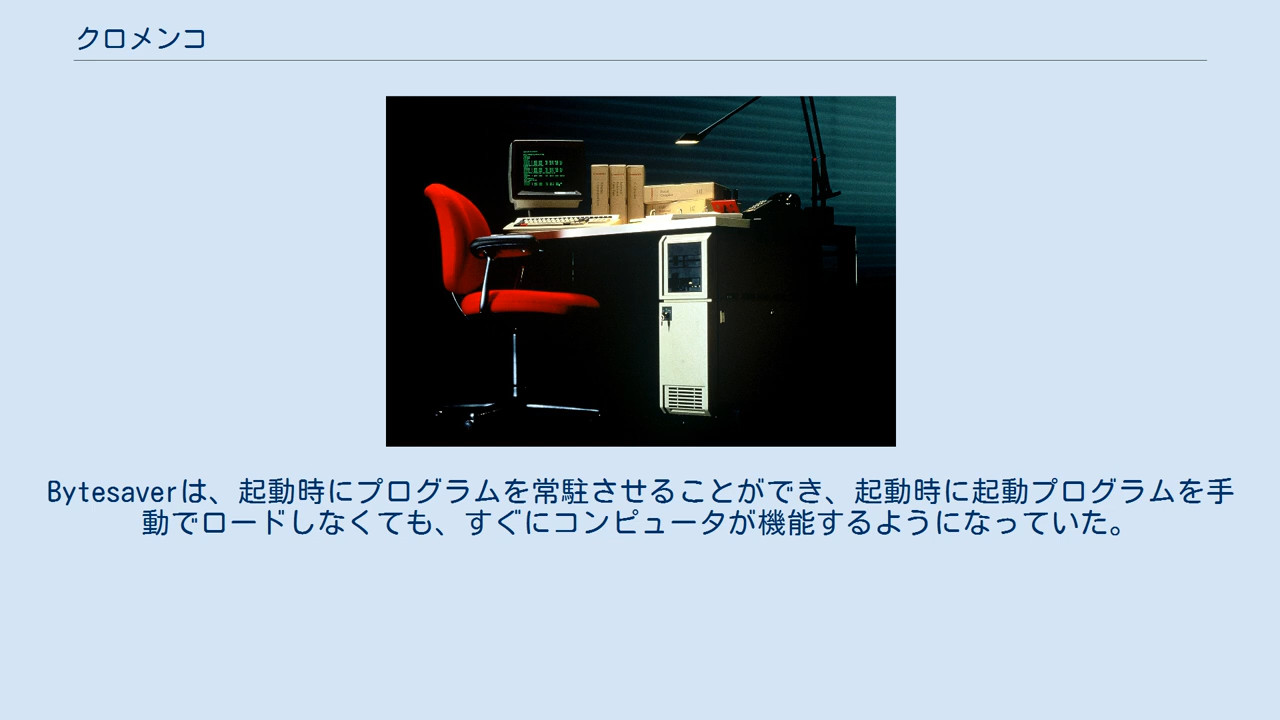 クロメンコ
Bytesaverは、起動時にプログラムを常駐させることができ、起動時に起動プログラムを手
動でロードしなくても、すぐにコンピュータが機能するようになっていた。